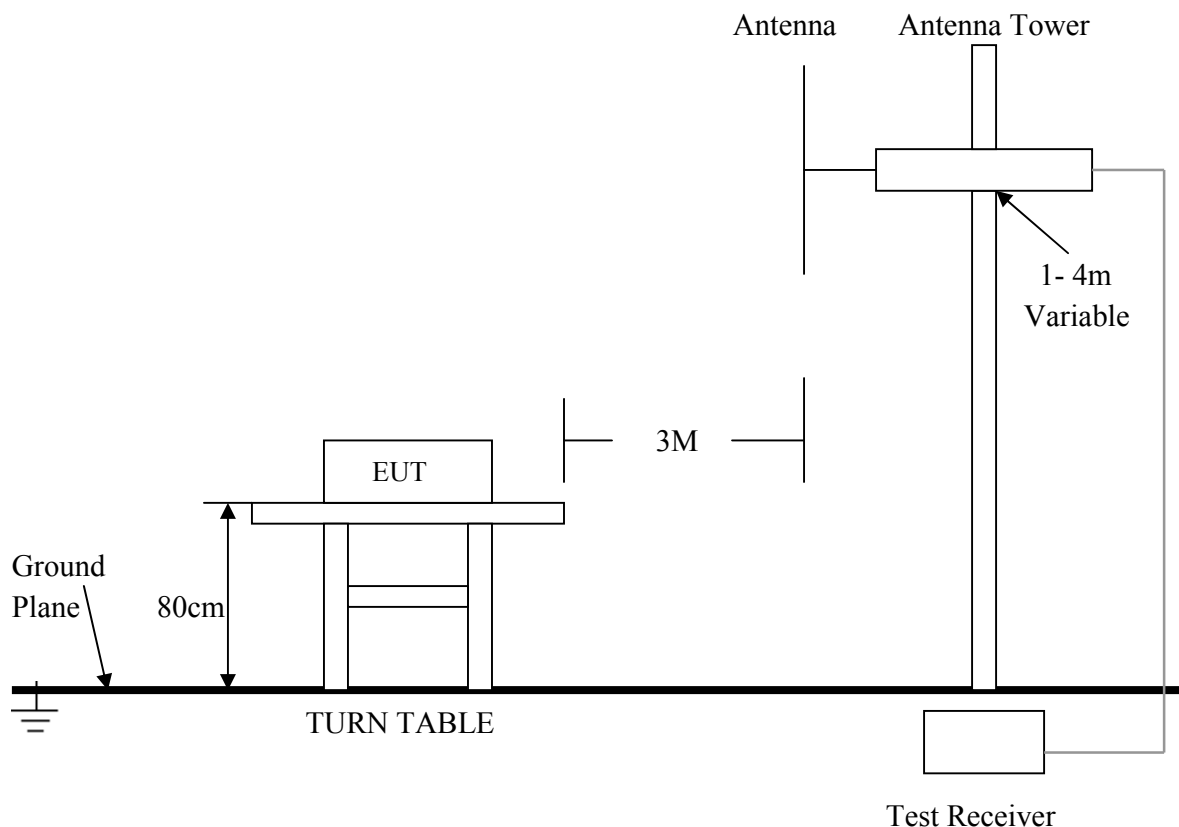 Antenna
Antenna Tower
1- 4m
Variable
3M
EUT
Ground
Plane
80cm
TURN TABLE
Test Receiver